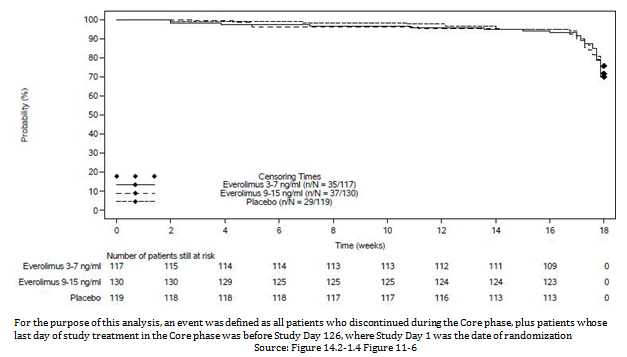 100
90
80
70
60
50
40
30
20
10
0
Probability (%)
Censoring Times
Everolimus 3-7 ng/ml (n/N = 35/117)
Everolimus 9-15 ng/ml (n/N = 37/130)
Placebo (n/N = 29/119)
0 2 4 6 8 10 12 14 16 18
Time (weeks)
Number of patients still at risk
Everolimus 3-7 ng/ml 117 115 114 114 113 113 112 111 109 0
Everolimus 9-15 ng/ml 130 130 129 125 125 125 124 124 123 0
Placebo 119 118 118 118 117 117 116 113 113 0
For the purpose of this analysis, an event was defined as all patients who discontinued during the Core phase, plus patients whose
last day of study treatment in the Core phase was before Study Day 126, where Study Day 1 was the date of randomization
Source: Figure 14.2-1.4 Figure 11-6